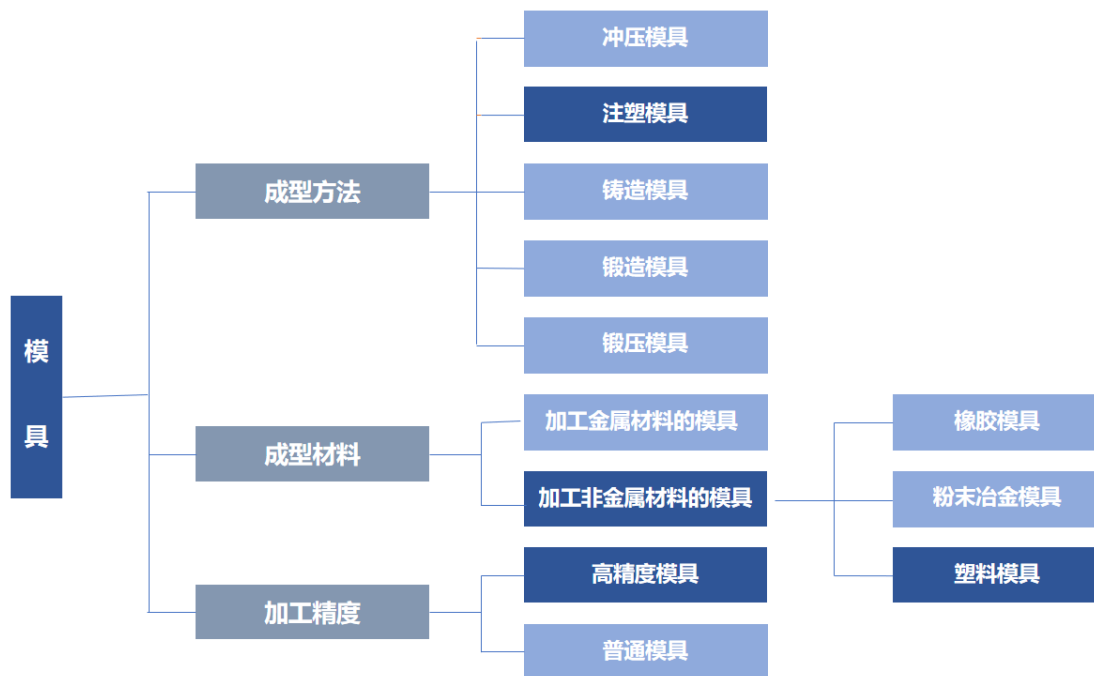 模具
成型方法
冲压模具
注塑模具
铸造模具
锻造模具
锻压模具
成型材料
加工金属材料的模具
加工非金属材料的模具
橡胶模具
粉末冶金模具
塑料模具
加工精度
高精度模具
普通模具